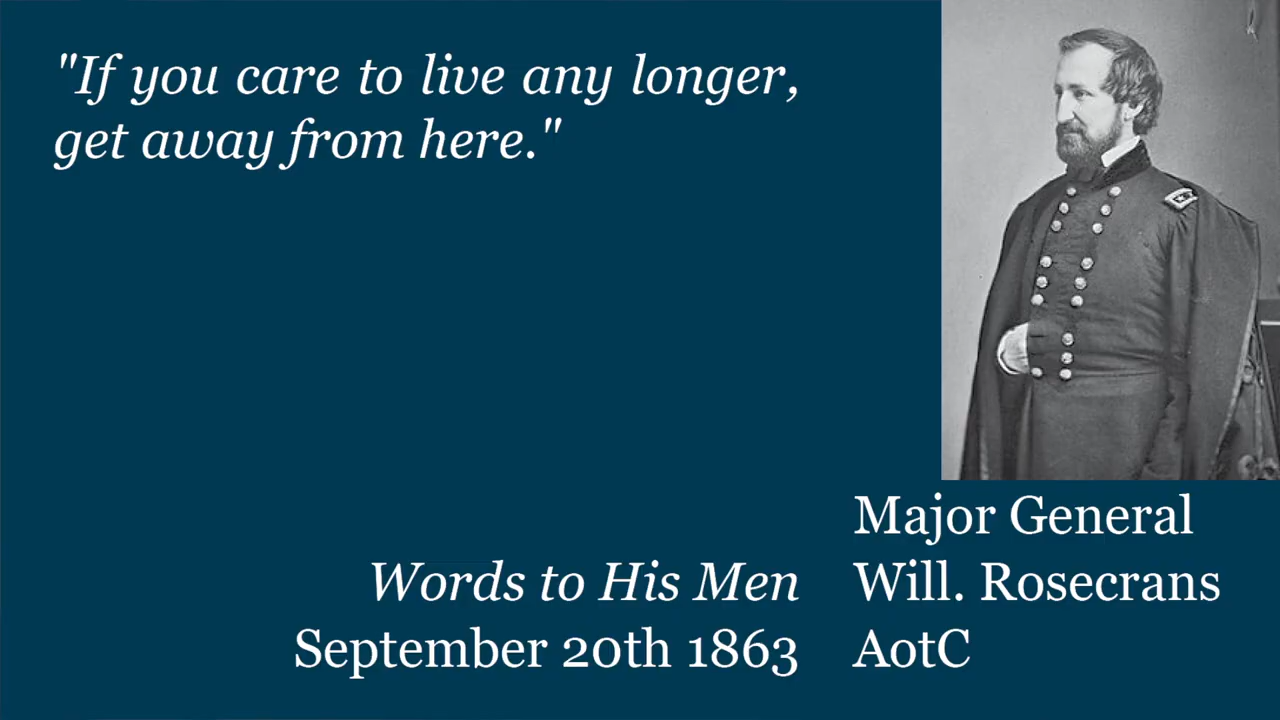 "If you care to live any longer,
get away from here."
Words to His Men
September 20th 1863
Major General
Will. Rosecrans
AotC